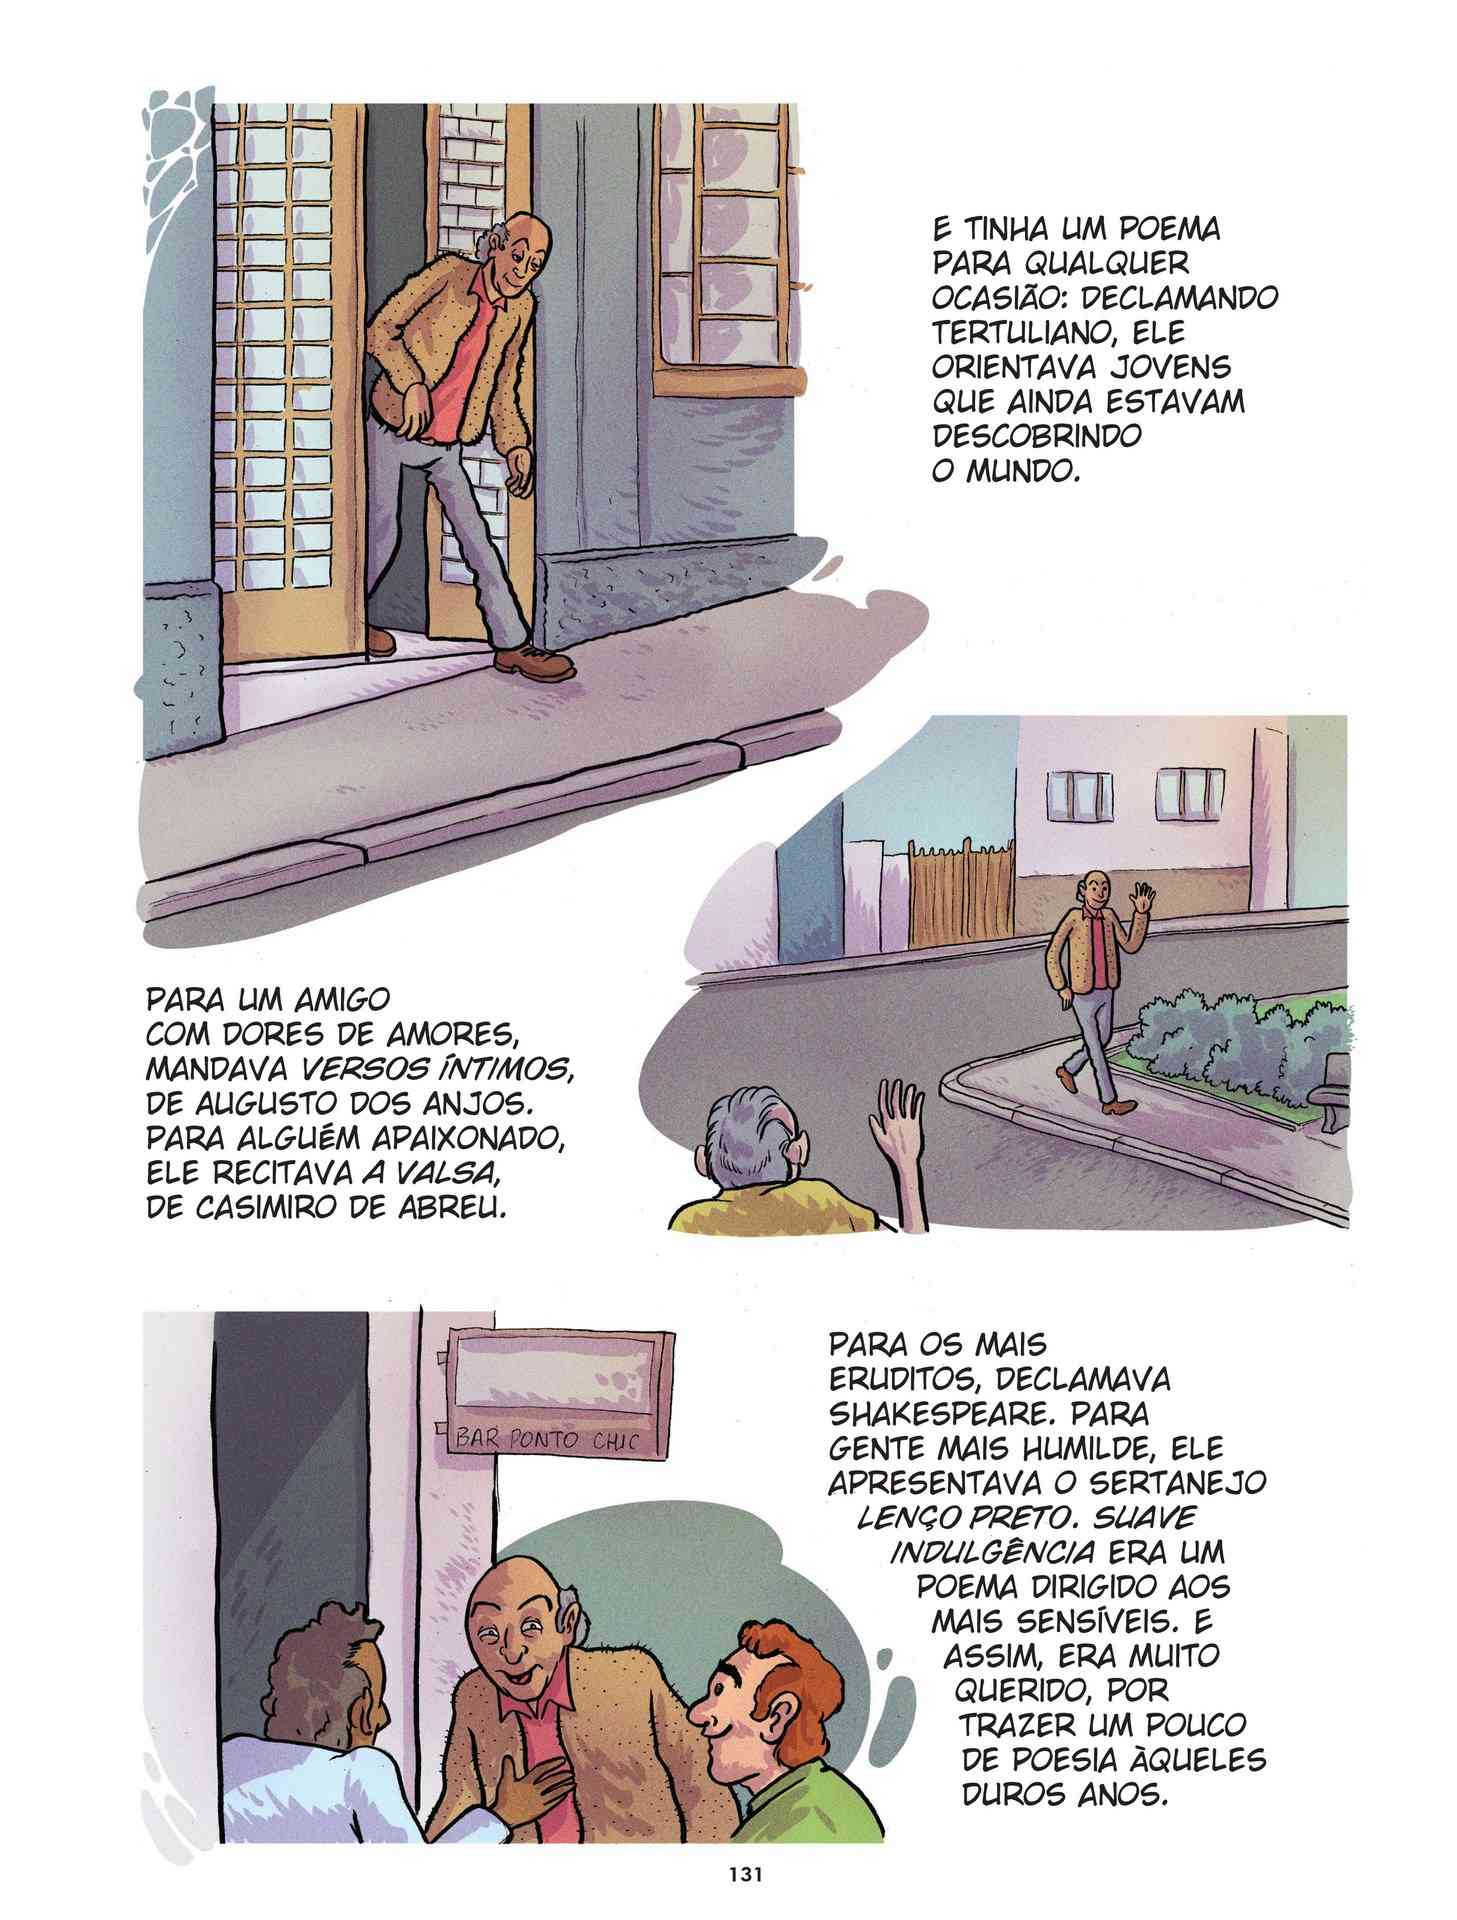 E TINHA UM POEMA
PARA QUALQUER
OCASIÃO: DECLAMANDO
TERTULIANO, ELE
ORIENTAVA JOVENS
QUE AINDA ESTAVAM
DESCOBRINDO
O MUNDO.
PARA UM AMIGO
COM DORES DE AMORES,
MANDAVA VERSOS ÍNTIMOS,
DE AUGUSTO DOS ANJOS.
PARA ALGUÉM APAIXONADO,
ELE RECITAVA A VALSA,
DE CASIMIRO DE ABREU.
BAR PONTO CHIC
PARA OS MAIS
ERUDITOS, DECLAMAVA
SHAKESPEARE. PARA
GENTE MAIS HUMILDE, ELE
APRESENTAVA O SERTANEJO
LENÇO PRETO. SUAVE
INDULGÊNCIA ERA UM
POEMA DIRIGIDO AOS
MAIS SENSÍVEIS. E
ASSIM, ERA MUITO
QUERIDO, POR
TRAZER UM POUCO
DE POESIA ÀQUELES
DUROS ANOS.
131